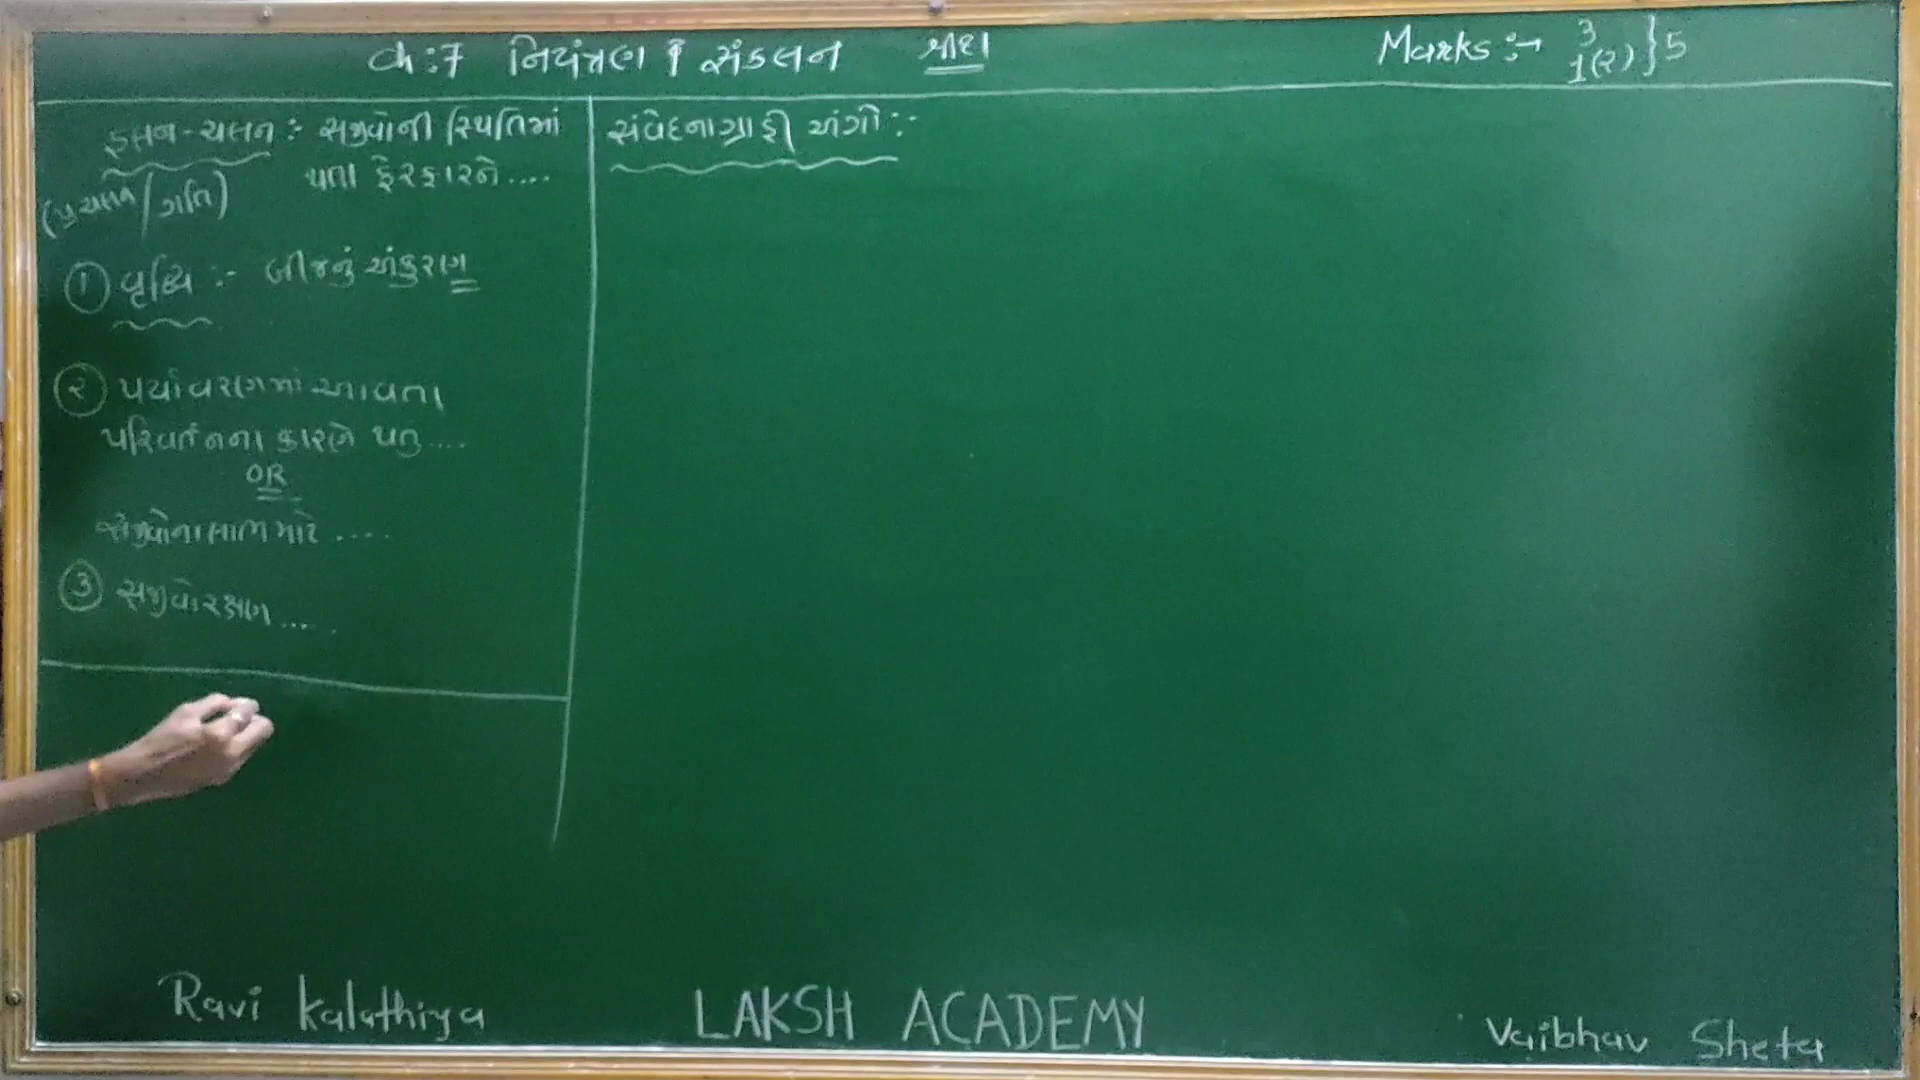 Ch:7 નિયંત્રણ અને સંકલન
Marks :→ 3
1(2) } 5
હલન-ચલન :- સજીવોની સ્થિતિમાં
થતા ફેરફારને....
(પ્રચલન/ગતિ)
① વૃદ્ધિ :- બીજનું અંકુરણ
② પર્યાવરણમાં આવતા
પરિવર્તનના કારણે થતુ....
OR
સજીવોના લાભ માટે ....
③ સજીવો રક્ષણ ....
સંવેદનાગ્રાહી અંગો :-
Ravi Kalathiya
LAKSH ACADEMY
Vaibhav Sheta